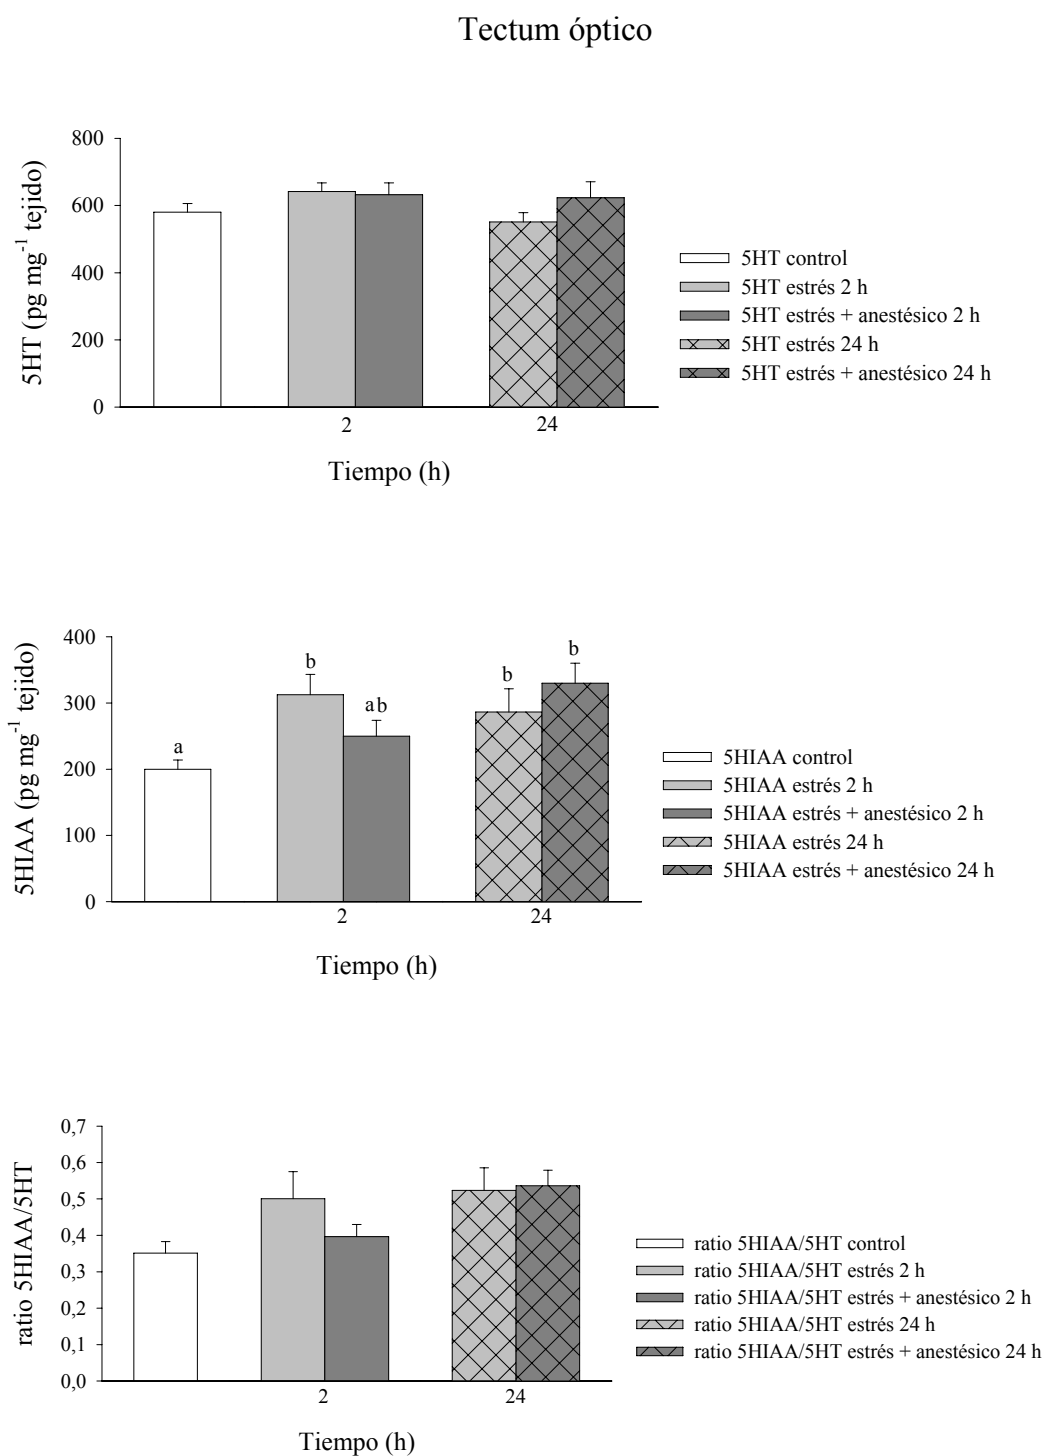 Tectum óptico
5HT (pg mg-1 tejido)
800
600
400
200
0
2
24
Tiempo (h)
5HT control
5HT estrés 2 h
5HT estrés + anestésico 2 h
5HT estrés 24 h
5HT estrés + anestésico 24 h
5HIAA (pg mg-1 tejido)
400
300
200
100
0
a
b
ab
b
b
2
24
Tiempo (h)
5HIAA control
5HIAA estrés 2 h
5HIAA estrés + anestésico 2 h
5HIAA estrés 24 h
5HIAA estrés + anestésico 24 h
ratio 5HIAA/5HT
0,7
0,6
0,5
0,4
0,3
0,2
0,1
0,0
2
24
Tiempo (h)
ratio 5HIAA/5HT control
ratio 5HIAA/5HT estrés 2 h
ratio 5HIAA/5HT estrés + anestésico 2 h
ratio 5HIAA/5HT estrés 24 h
ratio 5HIAA/5HT estrés + anestésico 24 h